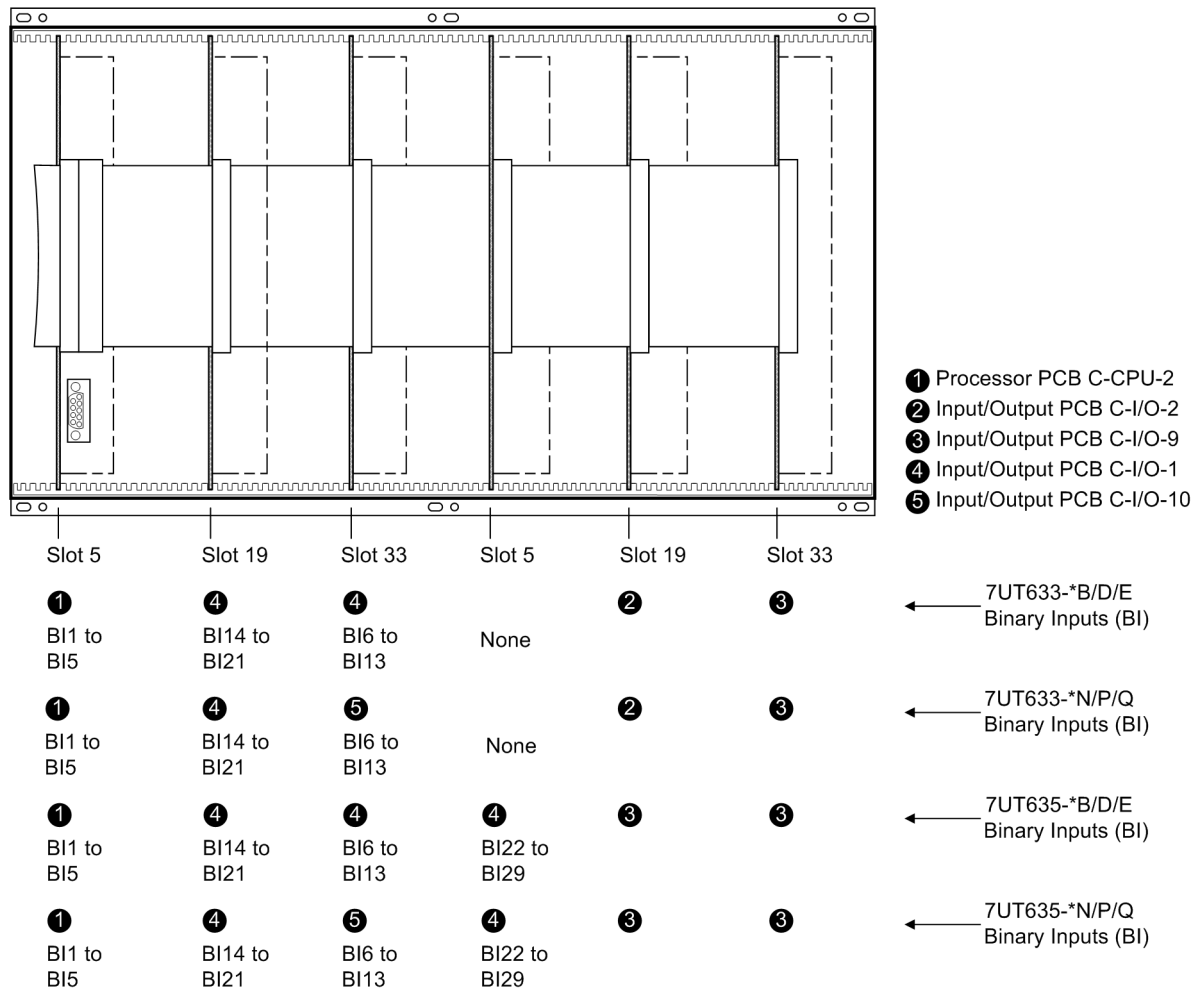 1 Processor PCB C-CPU-2
2 Input/Output PCB C-I/O-2
3 Input/Output PCB C-I/O-9
4 Input/Output PCB C-I/O-1
5 Input/Output PCB C-I/O-10
Slot 5 Slot 19 Slot 33 Slot 5 Slot 19 Slot 33
1 4 4 2 3 7UT633-*B/D/E
BI1 to BI14 to BI6 to None Binary Inputs (BI)
BI5 BI21 BI13
1 4 5 2 3 7UT633-*N/P/Q
BI1 to BI14 to BI6 to None Binary Inputs (BI)
BI5 BI21 BI13
1 4 4 4 3 3 7UT635-*B/D/E
BI1 to BI14 to BI6 to BI22 to Binary Inputs (BI)
BI5 BI21 BI13 BI29
1 4 5 4 3 3 7UT635-*N/P/Q
BI1 to BI14 to BI6 to BI22 to Binary Inputs (BI)
BI5 BI21 BI13 BI29